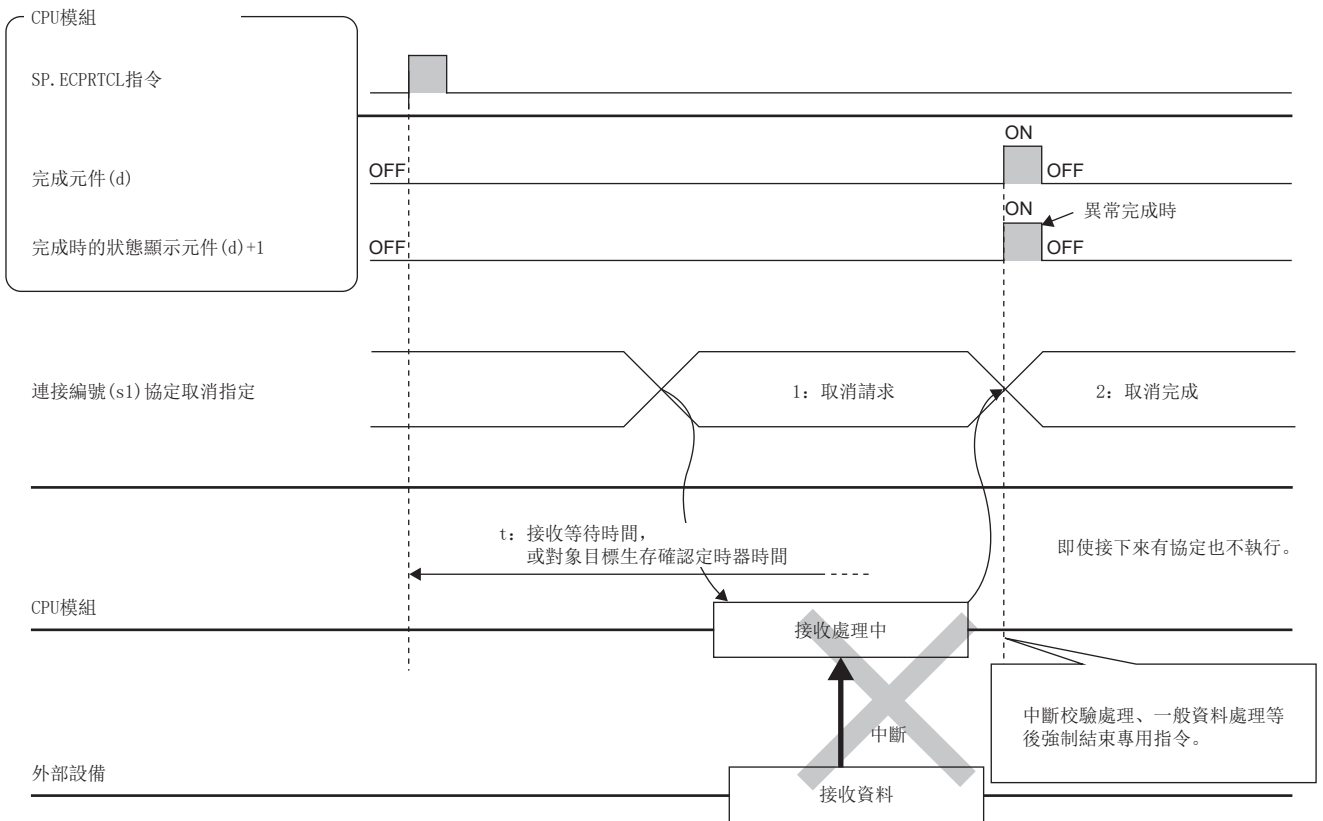 CPU模組
SP.ECPRTCL指令
ON
完成元件(d)
OFF
OFF
ON
異常完成時
完成時的狀態顯示元件(d)+1
OFF
OFF
連接編號(s1)協定取消指定
1: 取消請求
2: 取消完成
t: 接收等待時間,
或對象目標生存確認定時器時間
即使接下來有協定也不執行。
CPU模組
接收處理中
中斷校驗處理、一般資料處理等
後強制結束專用指令。
中斷
外部設備
接收資料